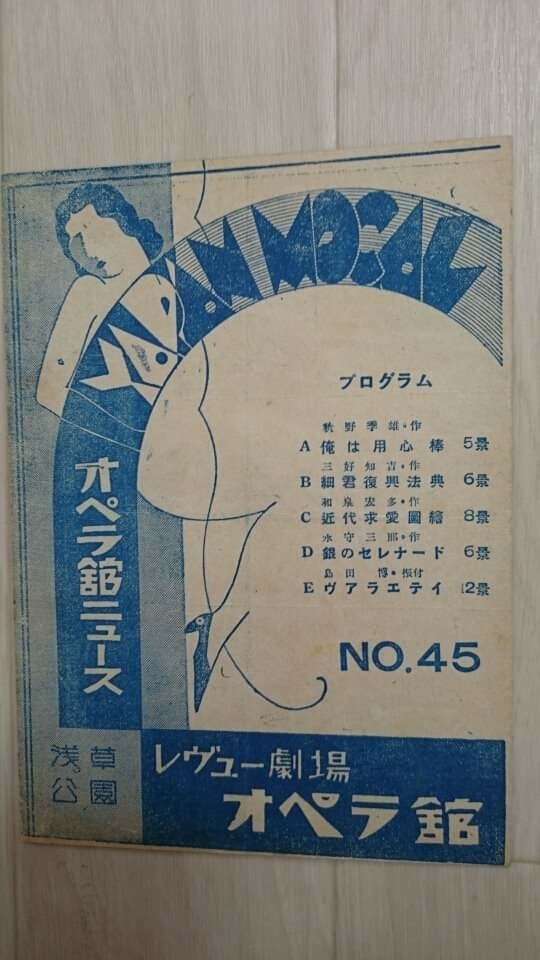 YAPAN MOCAL
オペラ舘ニュース
プログラム
秋野季雄・作
A 俺は用心棒 5景
三好知吉・作
B 細君復興法典 6景
和泉宏多・作
C 近代求愛圖繪 8景
水守三郎・作
D 銀のセレナード 6景
島田博・振付
E ヴアラエテイ 12景
NO.45
浅草
公園
レヴュー劇場
オペラ舘